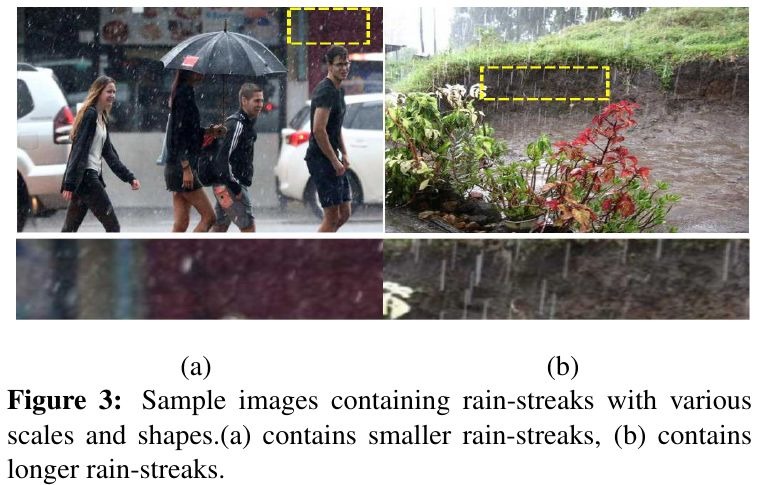 (a)
(b)
Figure 3: Sample images containing rain-streaks with various
scales and shapes.(a) contains smaller rain-streaks, (b) contains
longer rain-streaks.